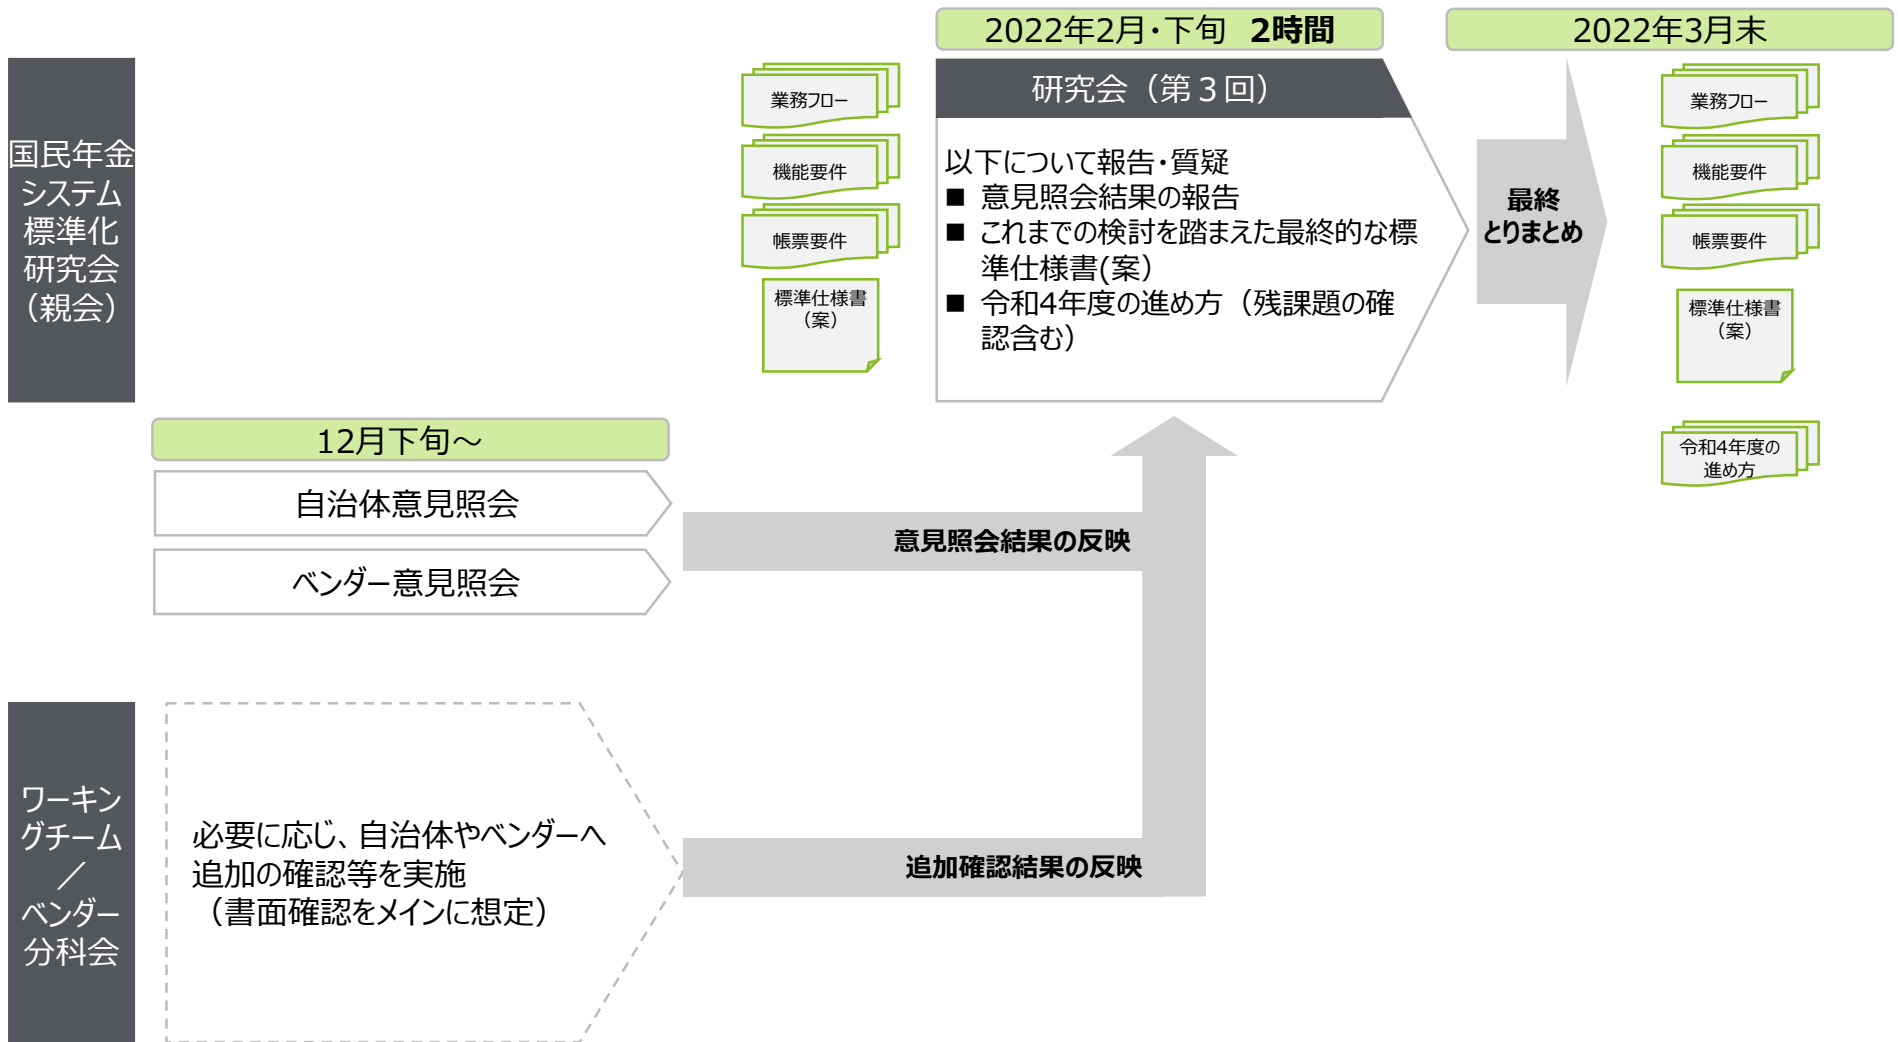 2022年2月・下旬 2時間
2022年3月末
国民年金
システム
標準化
研究会
（親会）
業務フロー
機能要件
帳票要件
標準仕様書
（案）
研究会（第３回）
以下について報告・質疑
■ 意見照会結果の報告
■ これまでの検討を踏まえた最終的な標
準仕様書(案）
■ 令和4年度の進め方（残課題の確
認含む）
最終
とりまとめ
業務フロー
機能要件
帳票要件
標準仕様書
（案）
令和4年度の
進め方
12月下旬～
自治体意見照会
ベンダー意見照会
意見照会結果の反映
ワーキン
グチーム
／
ベンダー
分科会
必要に応じ、自治体やベンダーへ
追加の確認等を実施
（書面確認をメインに想定）
追加確認結果の反映